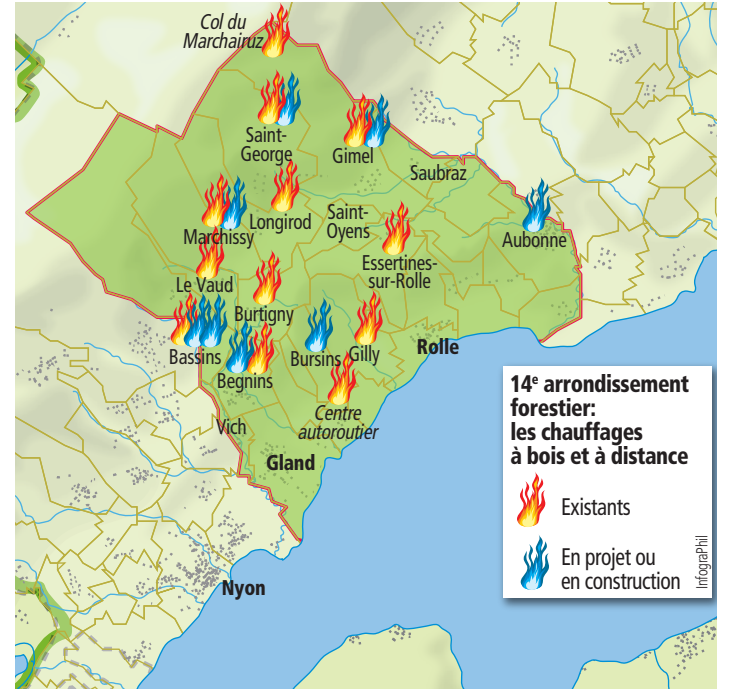 Col du
Marchairuz
Saint-
George
Gimel
Saubraz
Longirod
Saint-
Oyens
Marchissy
Aubonne
Essertines-
sur-Rolle
Le Vaud
Burtigny
Bassins
Bursins
Gilly
Rolle
Begnins
Centre
autoroutier
Vich
Gland
Nyon
14e arrondissement
forestier:
les chauffages
à bois et à distance
Existants
En projet ou
en construction
InfograPhil